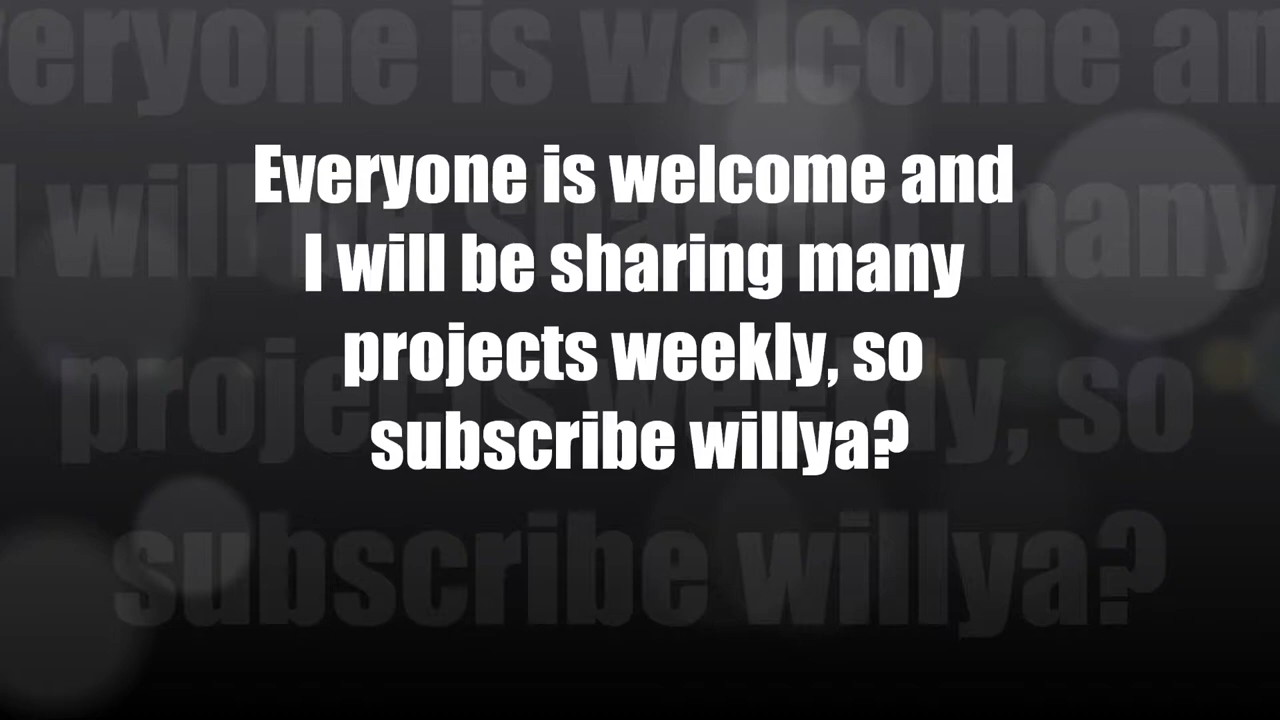 Everyone is welcome and
I will be sharing many
projects weekly, so
subscribe willya?